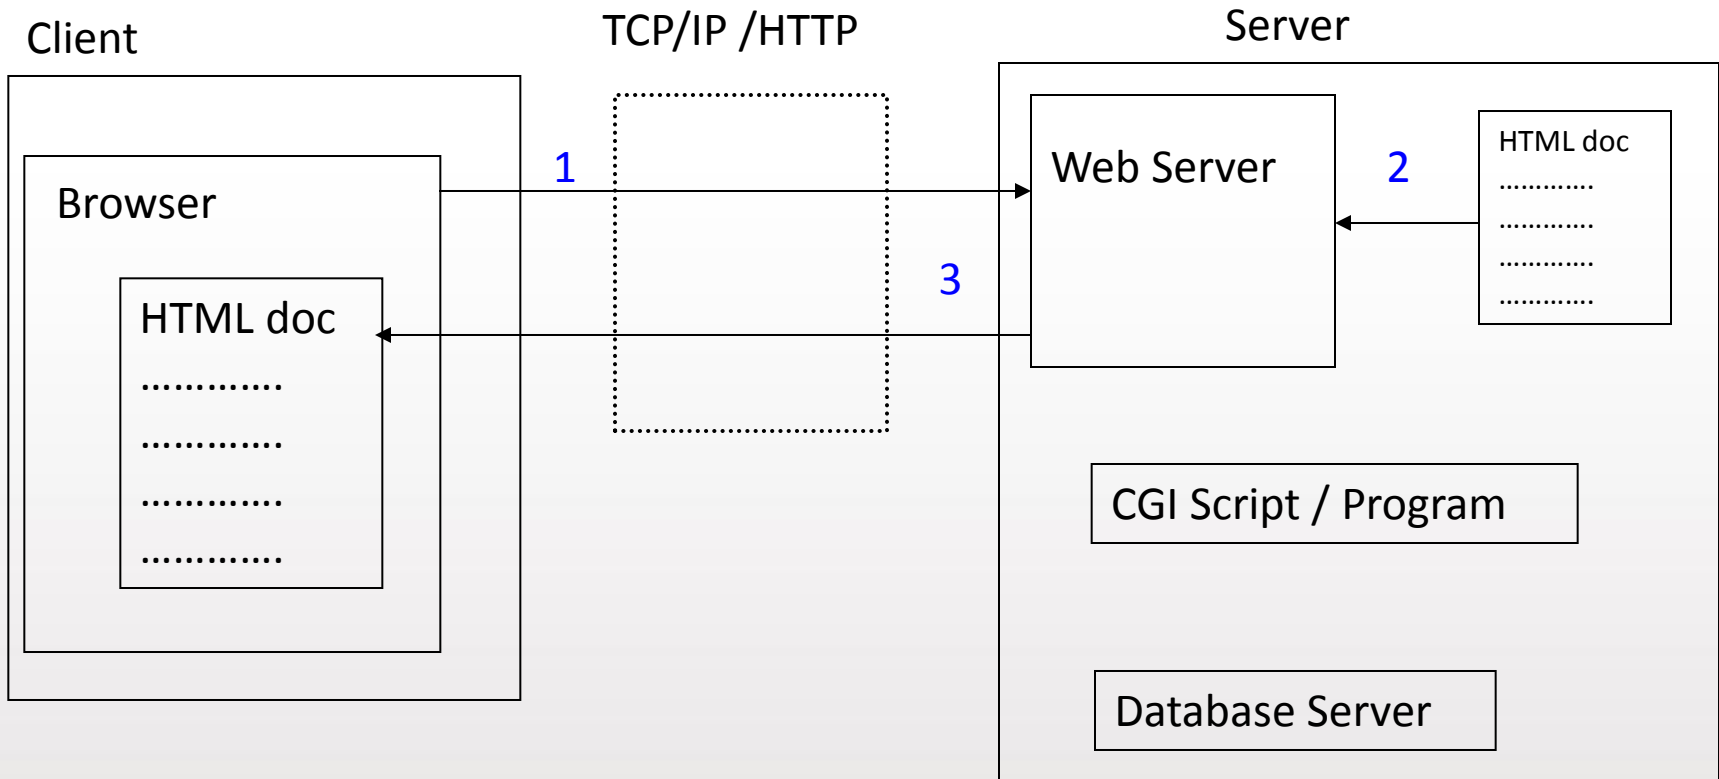 Client
TCP/IP /HTTP
Server
Browser
HTML doc
………….
………….
………….
………….
1
3
Web Server
2
HTML doc
………….
………….
………….
………….
CGI Script / Program
Database Server